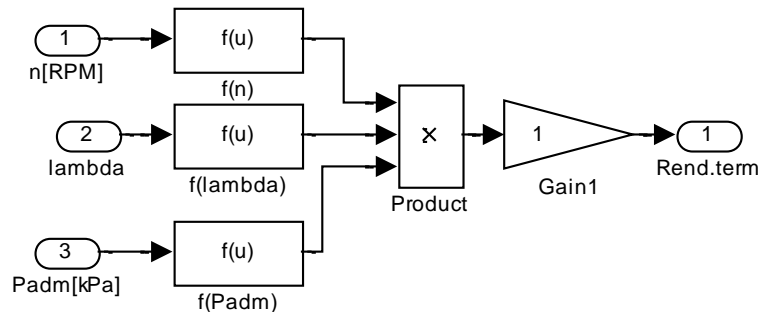 1
n[RPM]
f(u)
f(n)
2
lambda
f(u)
f(lambda)
3
Padm[kPa]
f(u)
f(Padm)
×
Product
1
Gain1
1
Rend.term